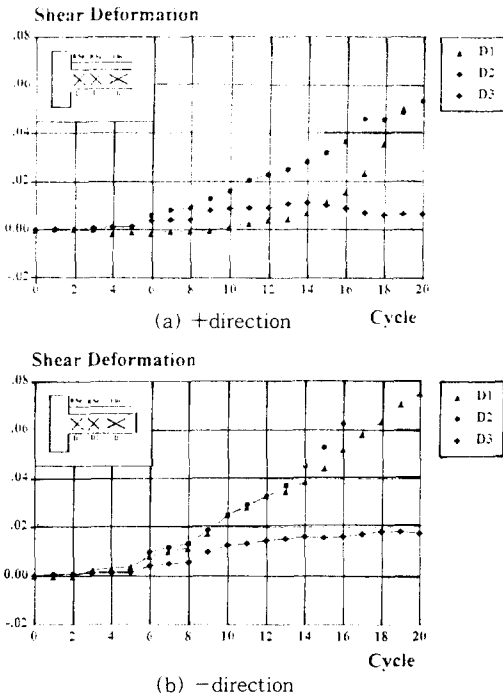 Shear Deformation
.08
.06
.04
.02
0.00
-.02
0 2 4 6 8 10 12 14 16 18 20
D1
D2
D3
(a) +direction
Cycle
Shear Deformation
.08
.06
.04
.02
0.00
-.02
0 2 4 6 8 10 12 14 16 18 20
D1
D2
D3
Cycle
(b) −direction